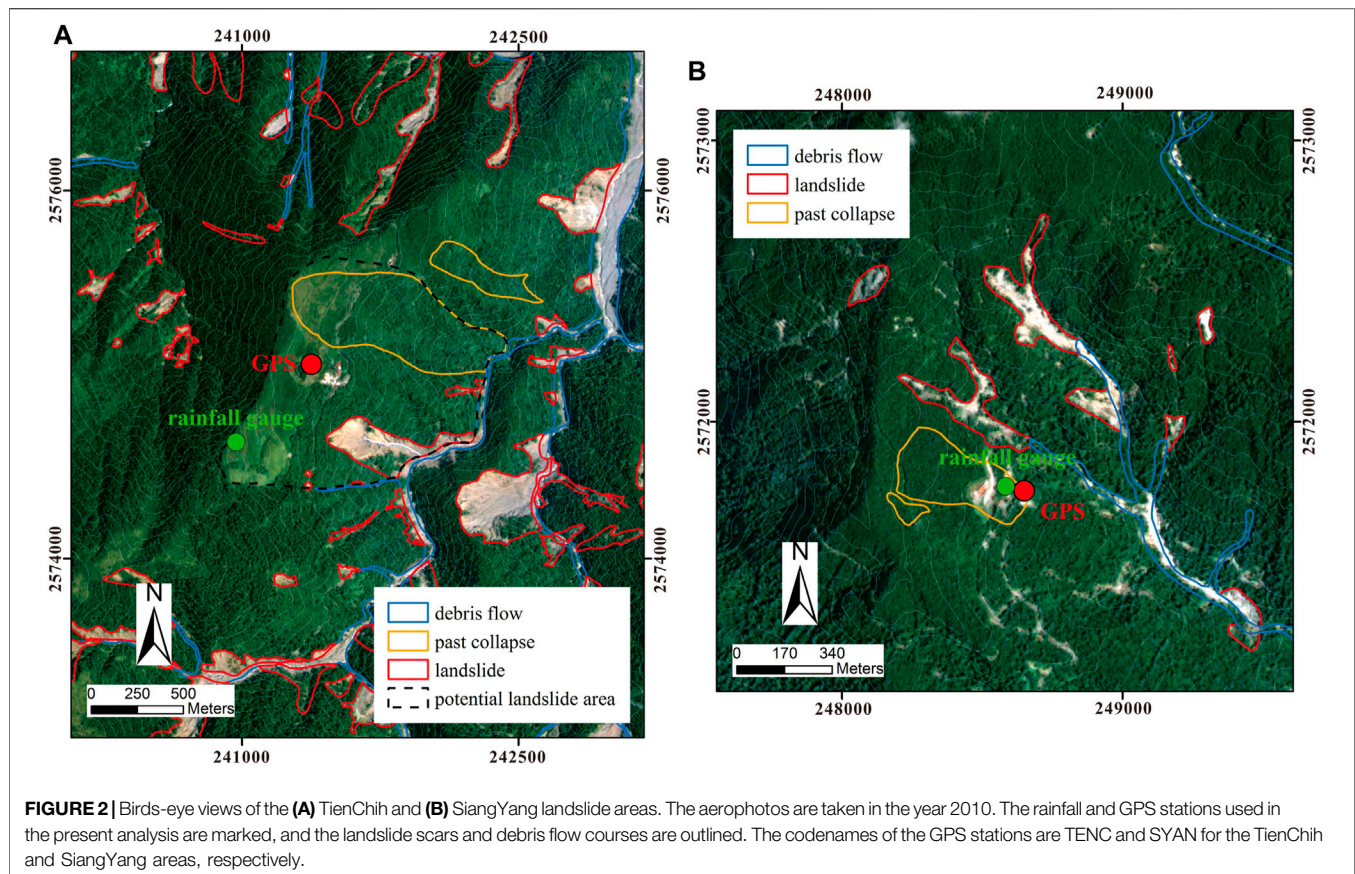 A
241000
242500
2576000
2576000
GPS
rainfall gauge
2574000
2574000
N
0 250 500
Meters
debris flow
past collapse
landslide
potential landslide area
241000
242500
B
248000
249000
2573000
2573000
debris flow
landslide
past collapse
2572000
2572000
rainfall gauge
GPS
N
0 170 340
Meters
248000
249000
FIGURE 2 | Birds-eye views of the (A) TienChih and (B) SiangYang landslide areas. The aerophotos are taken in the year 2010. The rainfall and GPS stations used in
the present analysis are marked, and the landslide scars and debris flow courses are outlined. The codenames of the GPS stations are TENC and SYAN for the TienChih
and SiangYang areas, respectively.